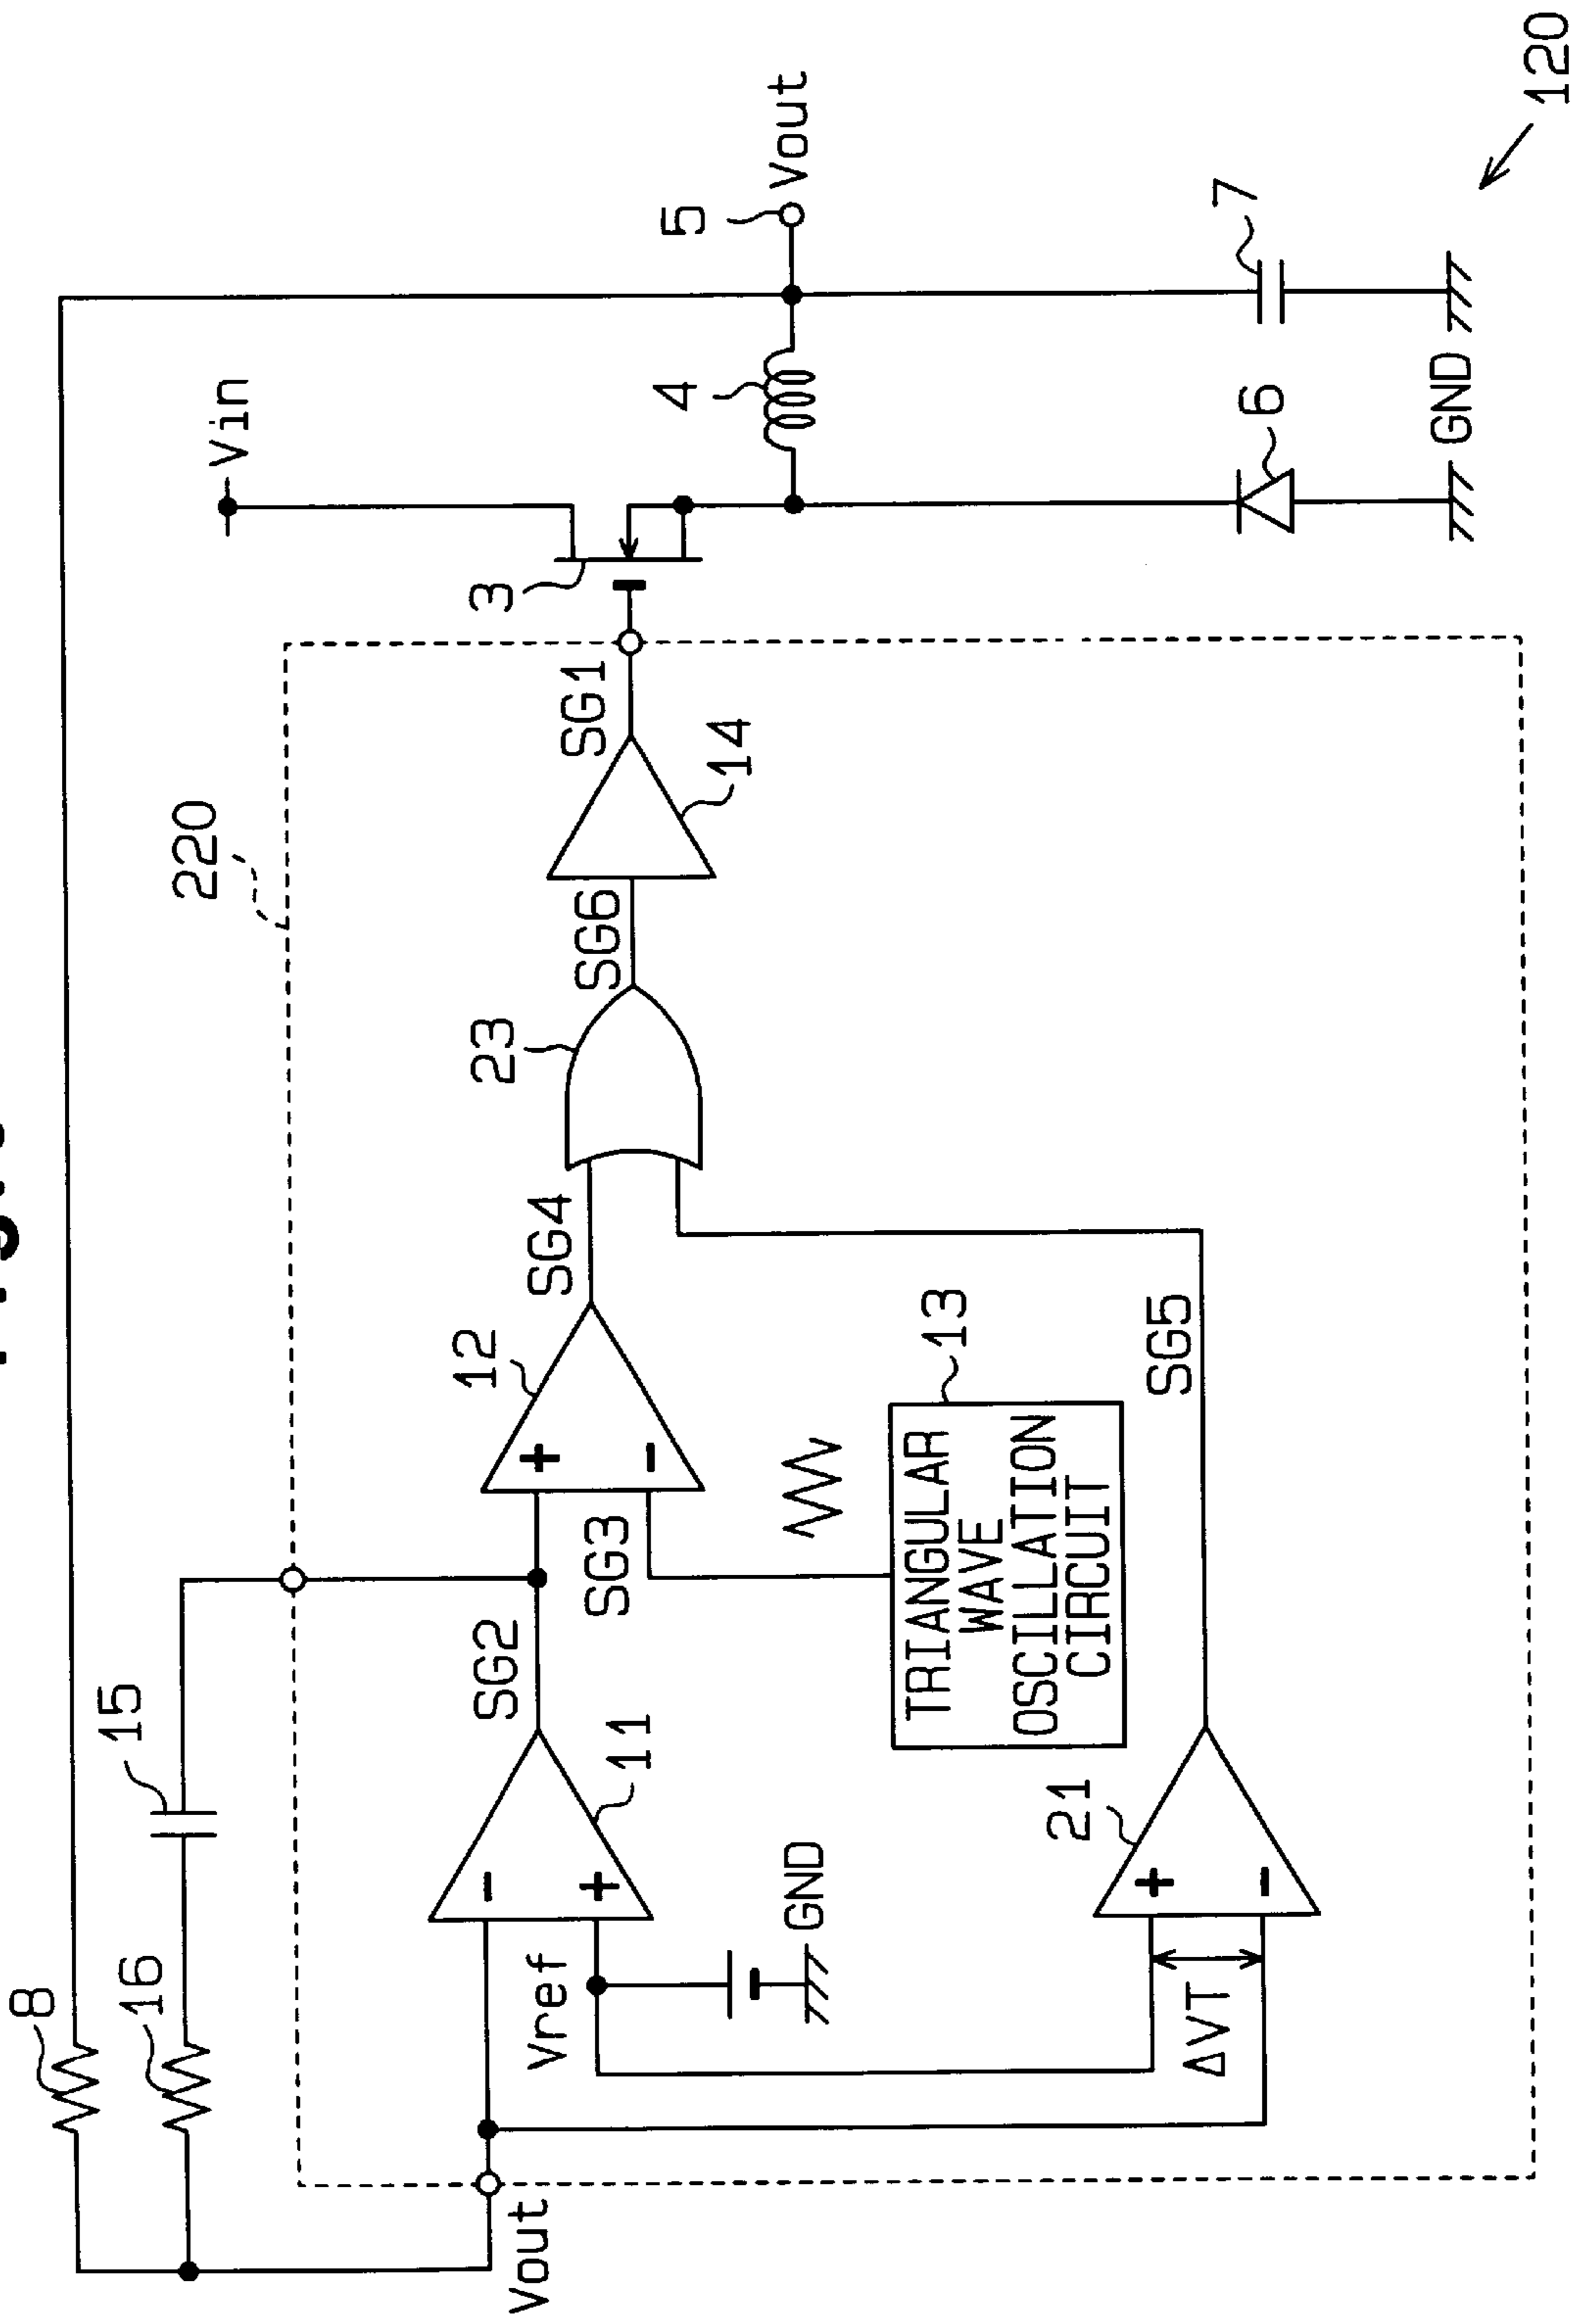 8
16
15
Vout
220
Vin
Vref
SG2
11
GND
12
SG3
SG4
23
SG6
14
SG1
3
4
5
Vout
TRIANGULAR
WAVE
OSCILLATION
CIRCUIT
13
ΔVT
21
SG5
6
GND
7
120